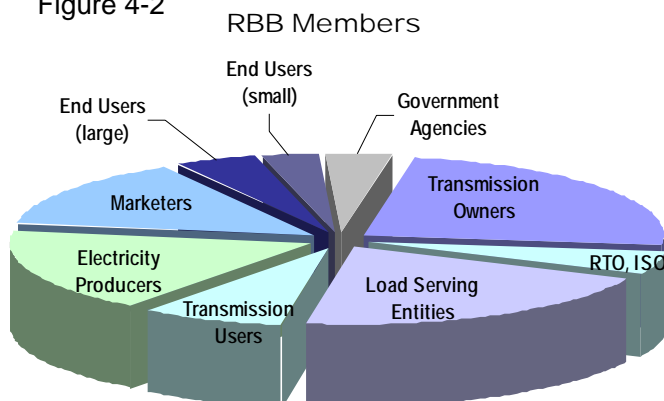 Figure 4-2
RBB Members
End Users
(small)
End Users
(large)
Government
Agencies
Transmission
Owners
Marketers
RTO, ISO
Electricity
Producers
Load Serving
Entities
Transmission
Users